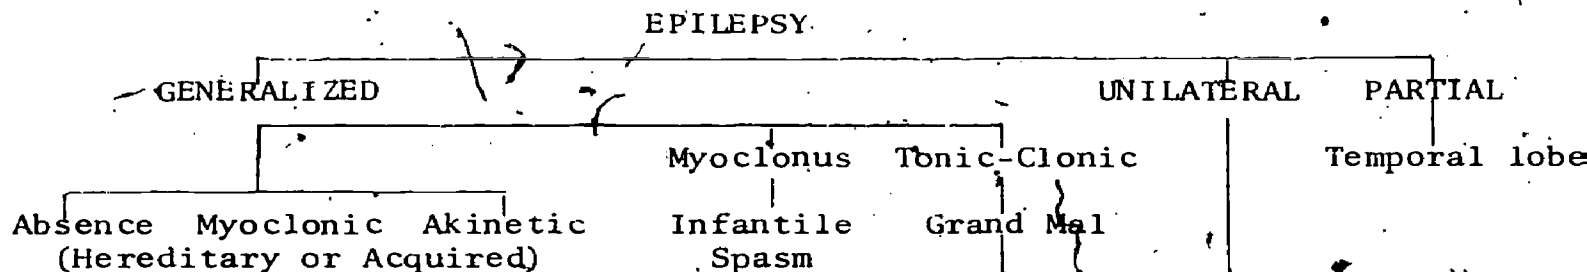 EPILEPSY
GENERALIZED UNILATERAL PARTIAL
Myoclonus Tonic-Clonic Temporal lobe
Absence Myoclonic Akinetic Infantile Grand Mal
(Hereditary or Acquired) Spasm